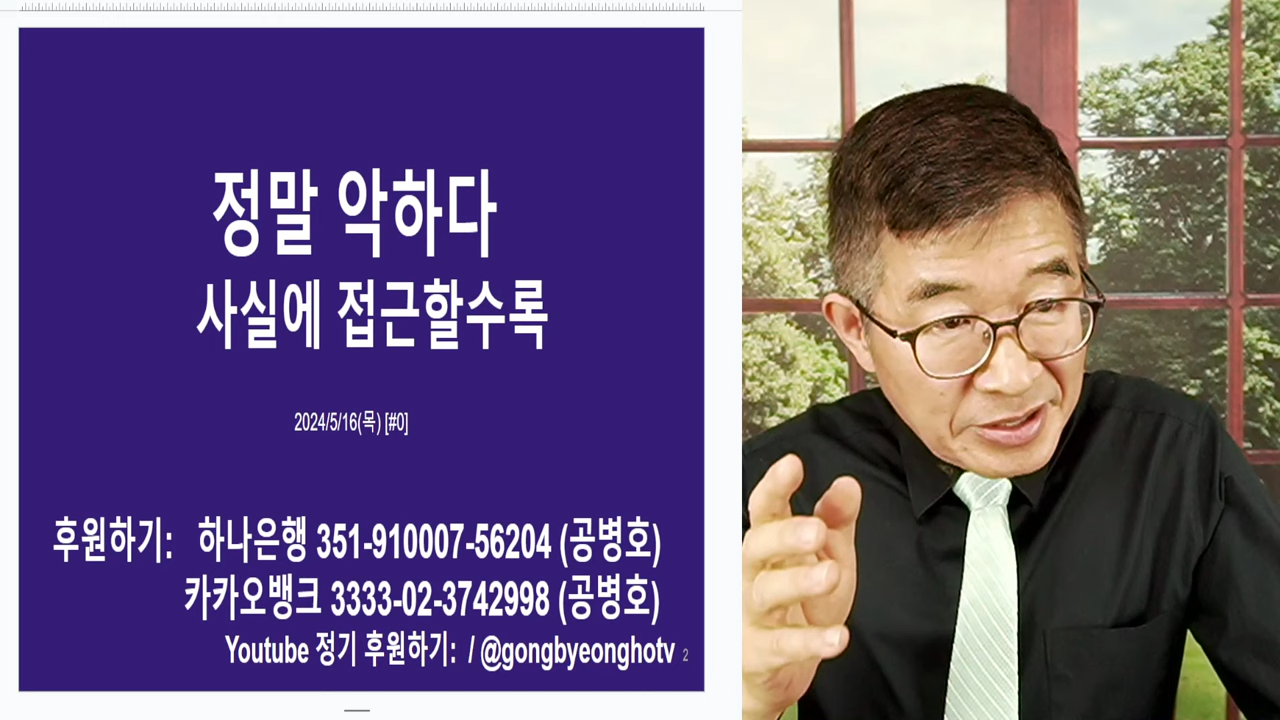 정말 악하다
사실에 접근할수록
2024/5/16(목) [#0]
후원하기: 하나은행 351-910007-56204 (공병호)
카카오뱅크 3333-02-3742998 (공병호)
Youtube 정기 후원하기: / @gongbyeonghotv 2